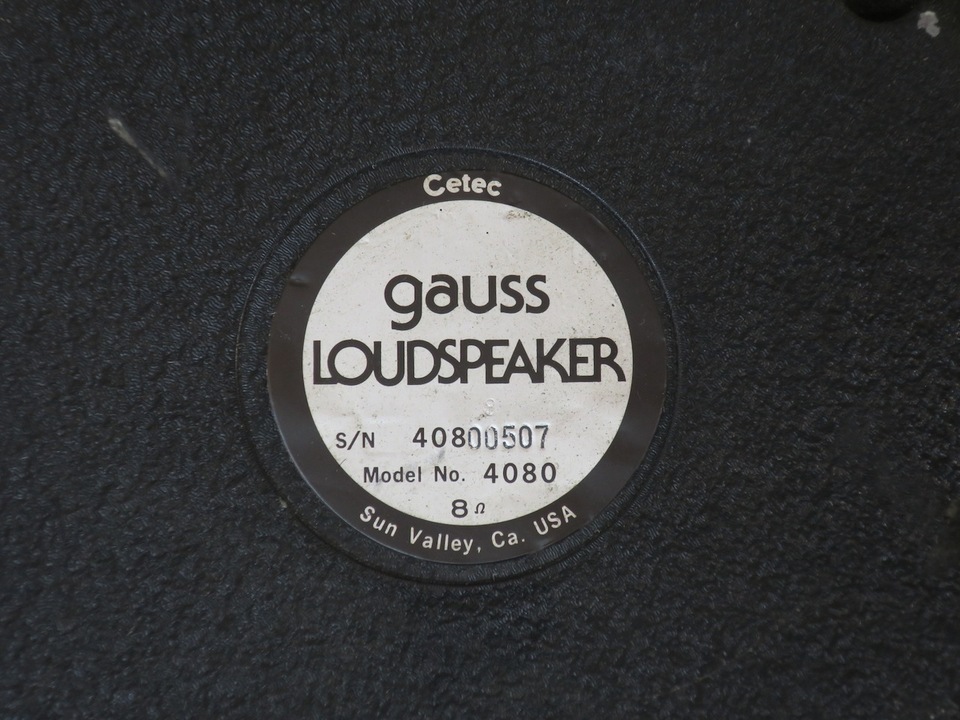 Cetec
gauss
LOUDSPEAKER
S/N 40800507
Model No. 4080
8Ω
Sun Valley, Ca. USA